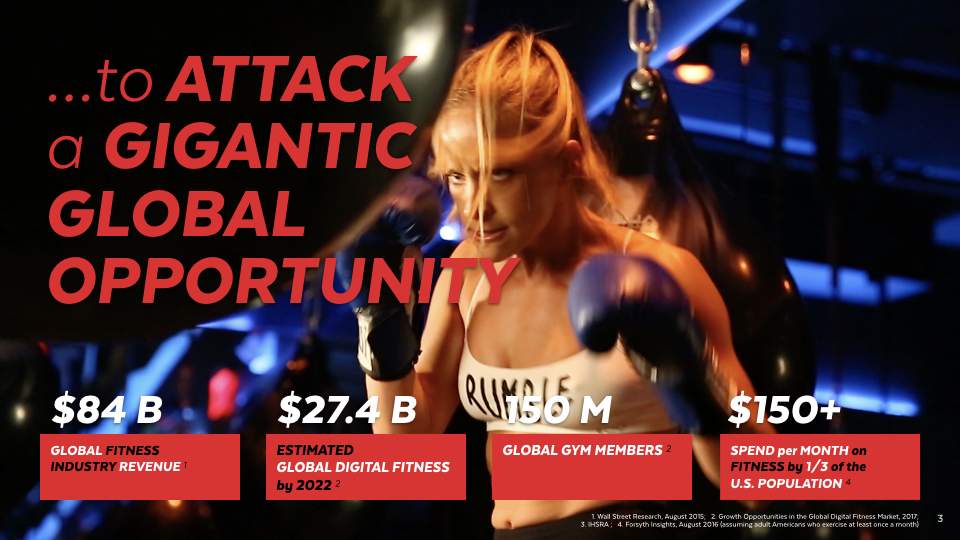 ...to ATTACK
a GIGANTIC
GLOBAL
OPPORTUNITY
RUMBLE
$84 B
GLOBAL FITNESS
INDUSTRY REVENUE 1
$27.4 B
ESTIMATED
GLOBAL DIGITAL FITNESS
by 2022 2
150 M
GLOBAL GYM MEMBERS 2
$150+
SPEND per MONTH on
FITNESS by 1/3 of the
U.S. POPULATION 4
1. Wall Street Research, August 2015; 2. Growth Opportunities in the Global Digital Fitness Market, 2017;
3. IHSRA ; 4. Forsyth Insights, August 2016 (assuming adult Americans who exercise at least once a month)
3